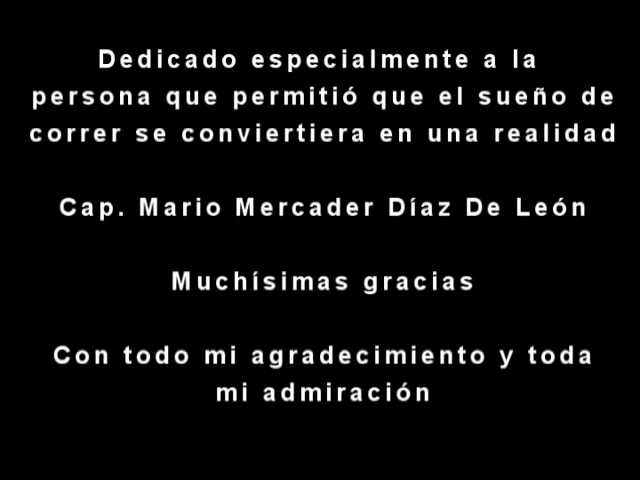 Dedicado especialmente a la
persona que permitió que el sueño de
correr se conviertiera en una realidad
Cap. Mario Mercader Díaz De León
Muchísimas gracias
Con todo mi agradecimiento y toda
mi admiración